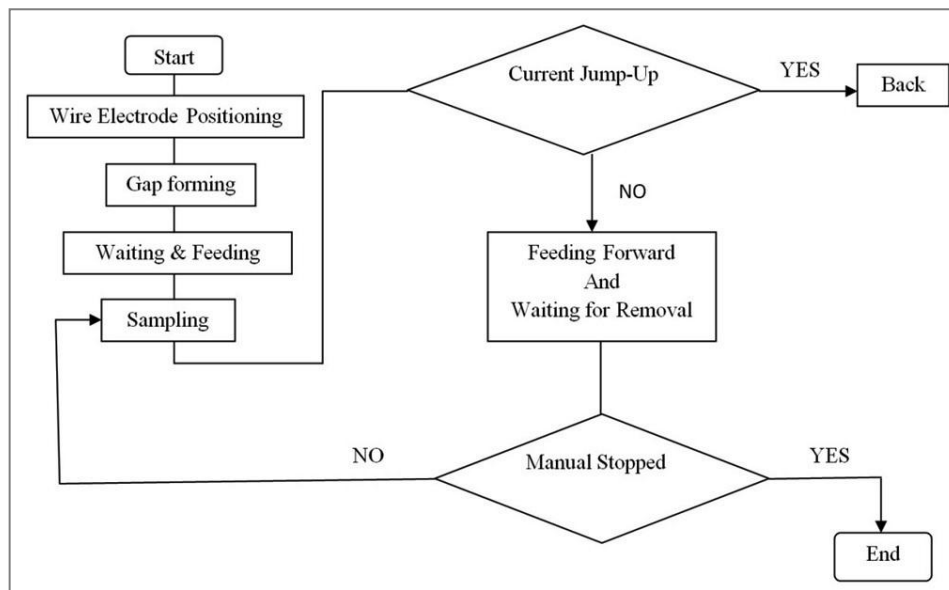 Start
Wire Electrode Positioning
Gap forming
Waiting & Feeding
Sampling
Current Jump-Up
YES
Back
NO
Feeding Forward
And
Waiting for Removal
Manual Stopped
NO
YES
End